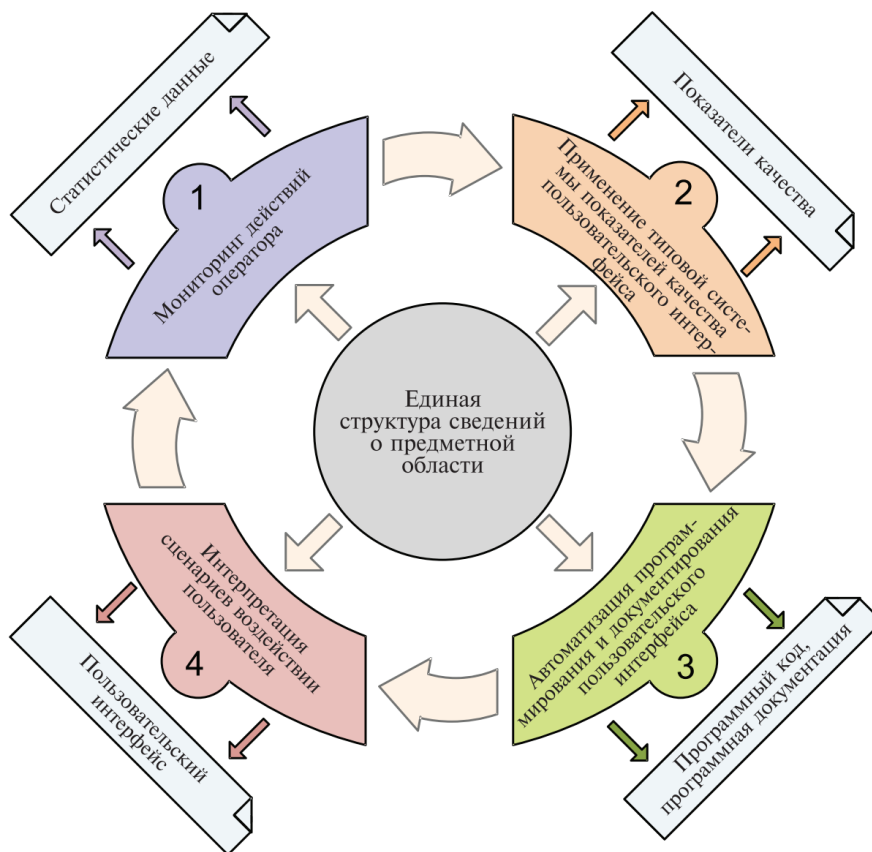 Статистические данные
1
Мониторинг действий
оператора
Показатели качества
2
Применение типовой систе-
мы показателей качества
пользовательского интер-
фейса
Единая
структура сведений
о предметной
области
Автоматизация програм-
мирования и документирования
пользовательского
интерфейса
3
Программный код,
программная документация
Интерпретация
сценариев воздействии
пользователя
4
Пользовательский
интерфейс